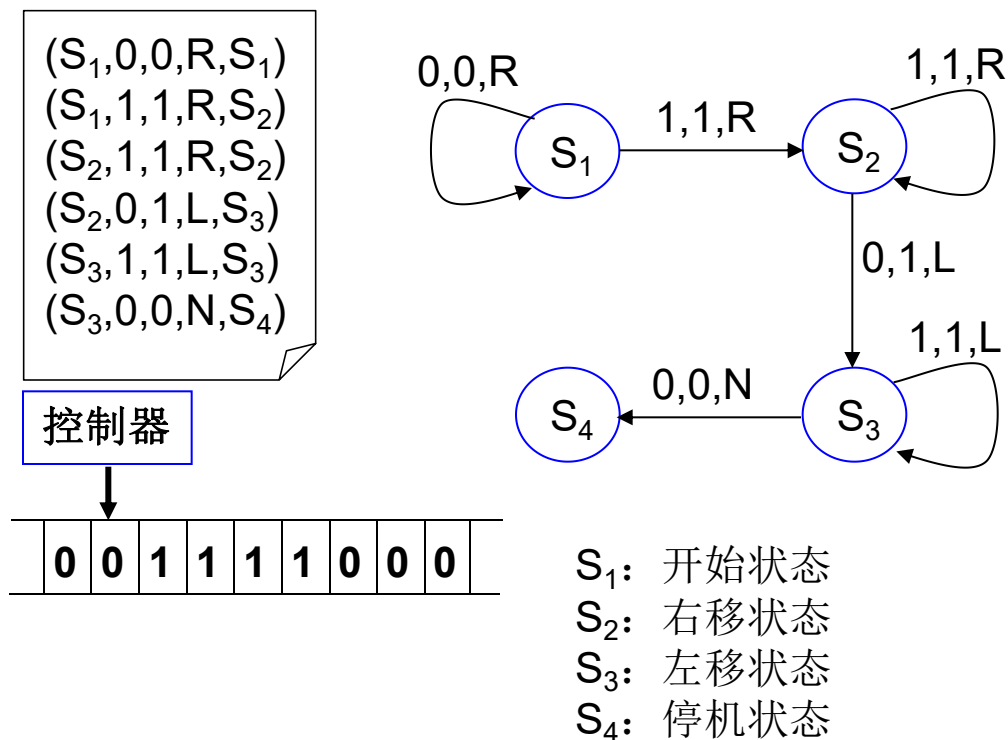 (S₁,0,0,R,S₁)
(S₁,1,1,R,S₂)
(S₂,1,1,R,S₂)
(S₂,0,1,L,S₃)
(S₃,1,1,L,S₃)
(S₃,0,0,N,S₄)
控制器
0 0 1 1 1 1 0 0 0
0,0,R
1,1,R
1,1,R
S₁
S₂
0,1,L
1,1,L
0,0,N
S₄
S₃
S₁：开始状态
S₂：右移状态
S₃：左移状态
S₄：停机状态